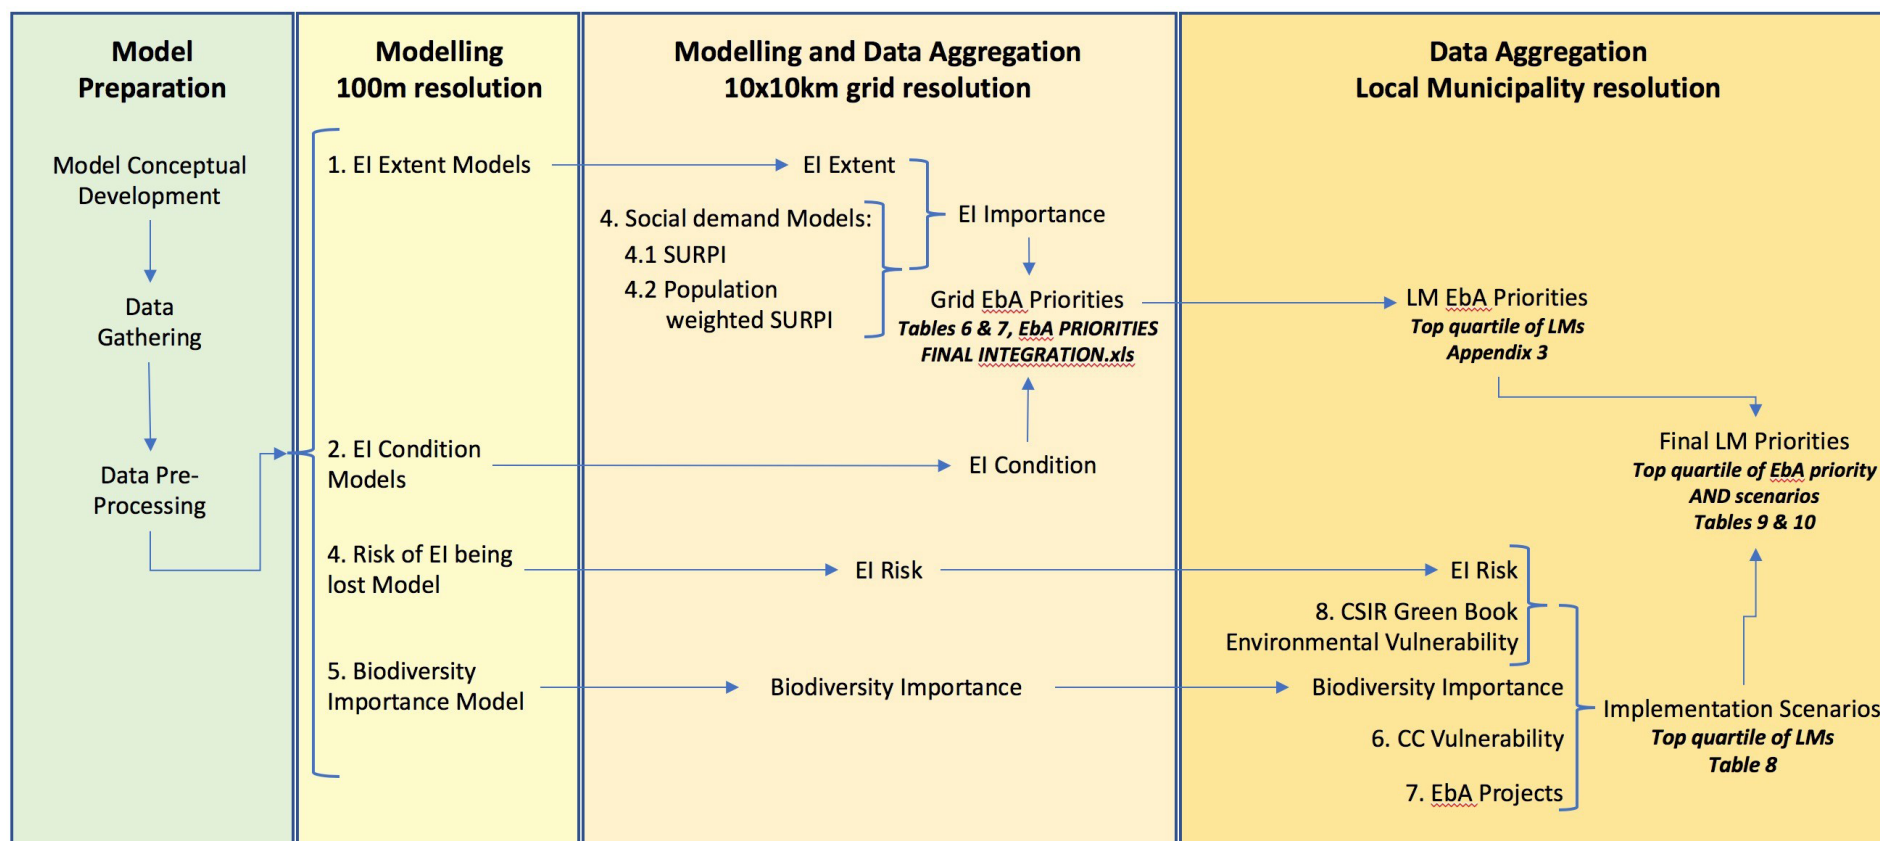 Model
Preparation
Model Conceptual
Development
Data
Gathering
Data Pre-
Processing
Modelling
100m resolution
1. EI Extent Models
2. EI Condition
Models
4. Risk of EI being
lost Model
5. Biodiversity
Importance Model
Modelling and Data Aggregation
10x10km grid resolution
EI Extent
4. Social demand Models:
4.1 SURPI
4.2 Population
weighted SURPI
EI Importance
Grid EbA Priorities
Tables 6 & 7, EbA PRIORITIES
FINAL INTEGRATION.xls
EI Condition
EI Risk
Biodiversity Importance
Data Aggregation
Local Municipality resolution
LM EbA Priorities
Top quartile of LMs
Appendix 3
Final LM Priorities
Top quartile of EbA priority
AND scenarios
Tables 9 & 10
EI Risk
8. CSIR Green Book
Environmental Vulnerability
Biodiversity Importance
6. CC Vulnerability
7. EbA Projects
Implementation Scenarios
Top quartile of LMs
Table 8